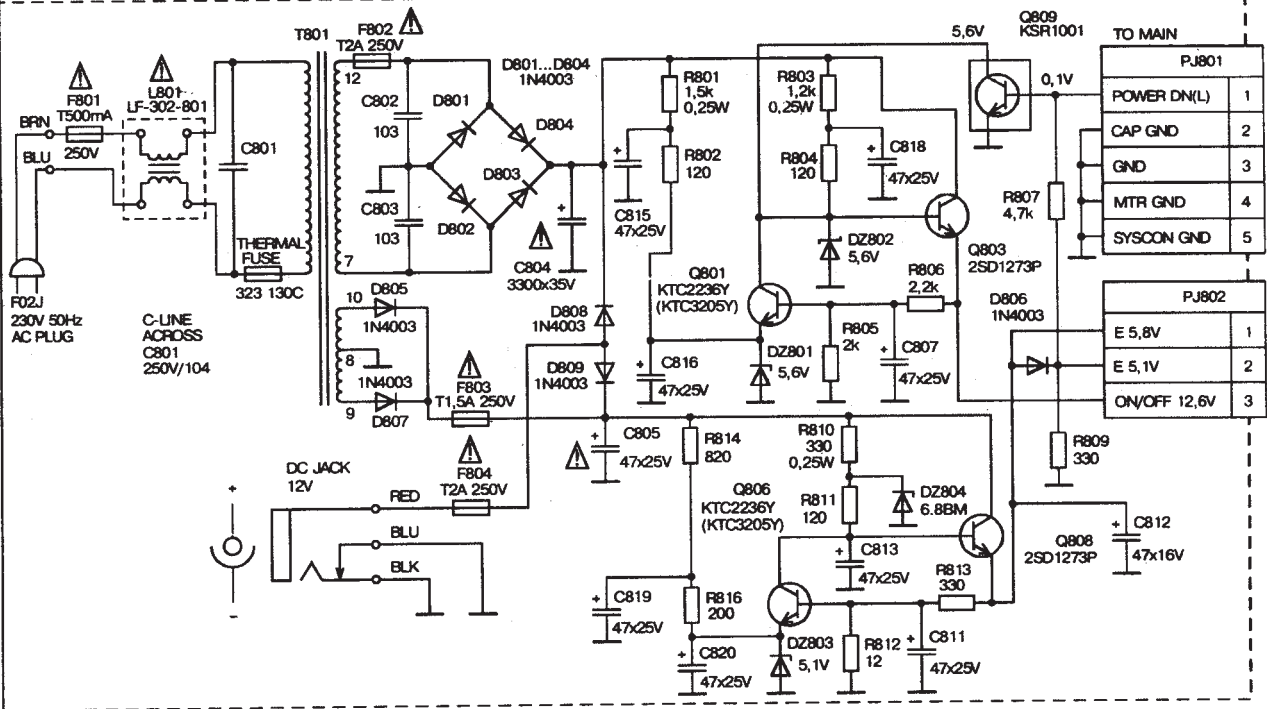 F801
T500mA
250V
BRN
BLU
F02J
230V 50Hz
AC PLUG
L801
LF-302-801
C801
C-LINE
ACROSS
C801
250V/104
THERMAL
FUSE
323 130C
T801
F802
T2A 250V
12
7
10
8
9
C802
103
C803
103
D801
D804
D803
D802
D801...D804
1N4003
C804
3300x35V
D805
1N4003
1N4003
D807
F803
T1,5A 250V
F804
T2A 250V
DC JACK
12V
+
−
RED
BLU
BLK
D808
1N4003
D809
1N4003
+
C805
47x25V
R801
1,5k
0,25W
R802
120
+
C815
47x25V
R803
1,2k
0,25W
R804
120
+
C818
47x25V
5,6V
Q809
KSR1001
0,1V
DZ802
5,6V
Q803
2SD1273P
R806
2,2k
Q801
KTC2236Y
(KTC3205Y)
+
C816
47x25V
DZ801
5,6V
R805
2k
+
C807
47x25V
R807
4,7k
D806
1N4003
R809
330
TO MAIN
PJ801
POWER DN(L) 1
CAP GND 2
GND 3
MTR GND 4
SYSCON GND 5
PJ802
E 5,8V 1
E 5,1V 2
ON/OFF 12,6V 3
R814
820
R810
330
0,25W
R811
120
DZ804
6.8BM
Q806
KTC2236Y
(KTC3205Y)
+
C813
47x25V
Q808
2SD1273P
+
C812
47x16V
R813
330
+
C819
47x25V
R816
200
+
C820
47x25V
DZ803
5,1V
R812
12
+
C811
47x25V